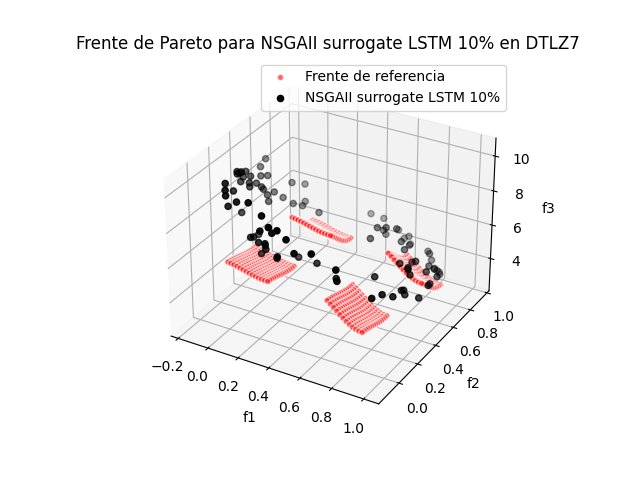 Frente de Pareto para NSGAII surrogate LSTM 10% en DTLZ7
Frente de referencia
NSGAII surrogate LSTM 10%
10
8
6
4
f3
1.0
0.8
0.6
0.4
0.2
0.0
f2
−0.2
0.0
0.2
0.4
0.6
0.8
1.0
f1